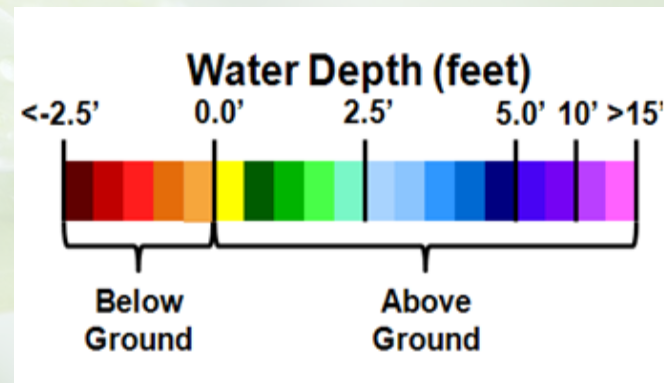 Water Depth (feet)
<-2.5’ 0.0’ 2.5’ 5.0’ 10’ >15’
Below Above
Ground Ground